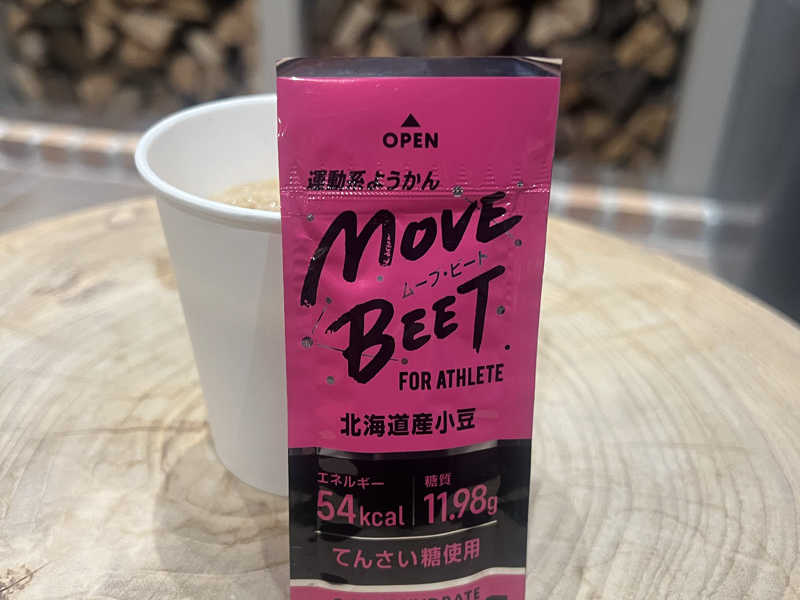 OPEN
運動系ようかん
MOVE
ムーブ・ビート
BEET
FOR ATHLETE
北海道産小豆
エネルギー
54kcal
糖質
11.98g
てんさい糖使用